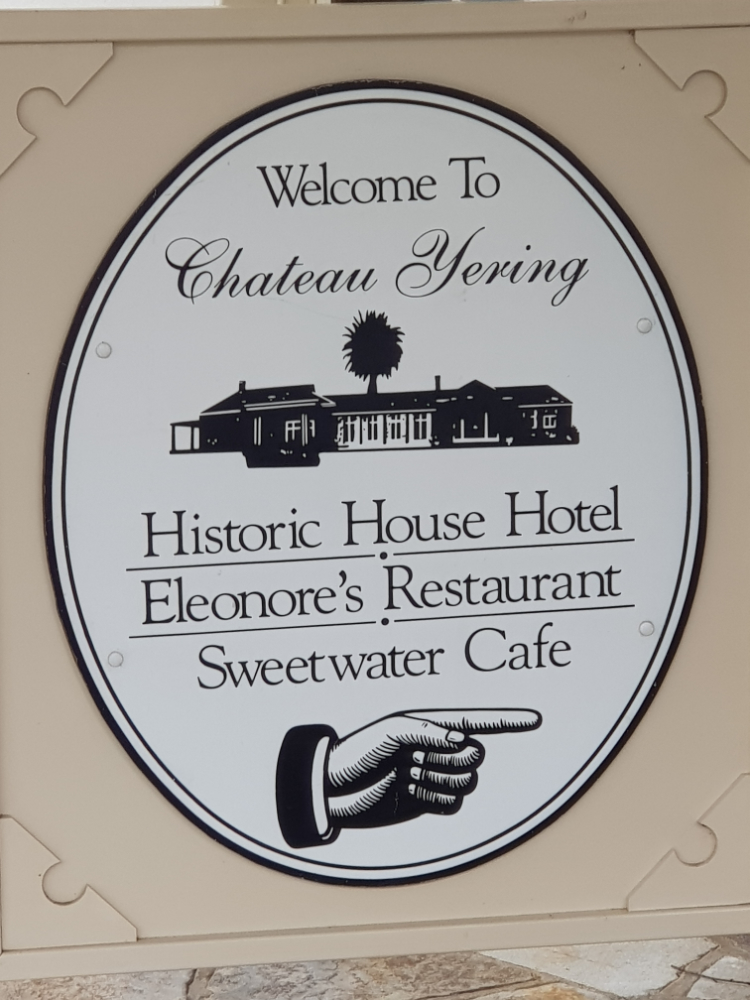 Welcome To
Chateau Yering
Historic House Hotel
Eleonore's Restaurant
Sweetwater Cafe